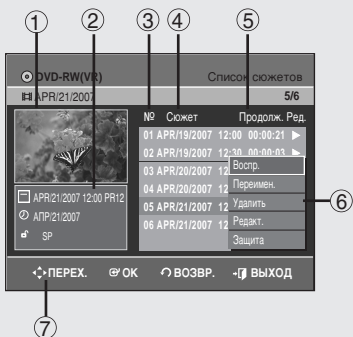 ① ② ③ ④ ⑤
DVD-RW(VR) Список сюжетов
APR/21/2007 5/6
№ Сюжет Продолж. Ред.
01 APR/19/2007 12:00 00:00:21 ►
02 APR/19/2007 12:30 00:00:03 ►
03 APR/20/2007 12
04 APR/20/2007 12
05 APR/21/2007 12
06 APR/21/2007 12
Воспр.
Переимен.
Удалить
Редакт.
Защита
⑥
APR/21/2007 12:00 PR12
АПР/21/2007
SP
ПЕРЕХ. OK ВОЗВР. ВЫХОД
⑦